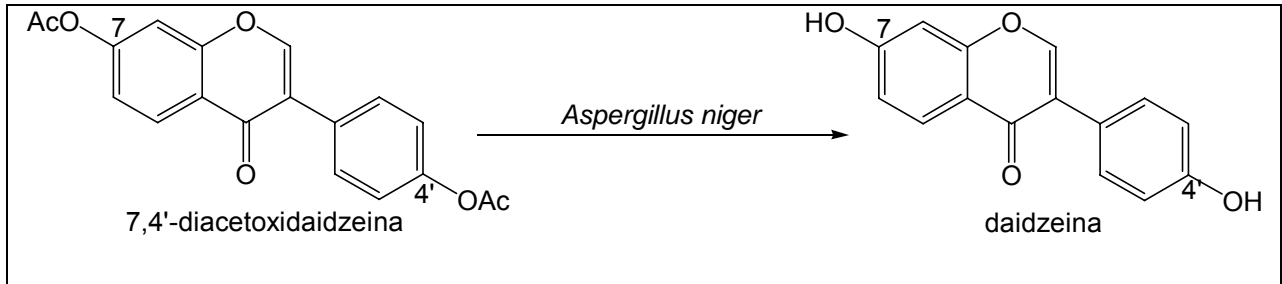 AcO 7 O
HO 7 O
Aspergillus niger
O
4'
OAc
O
4'
OH
7,4'-diacetoxidaidzeina
daidzeina